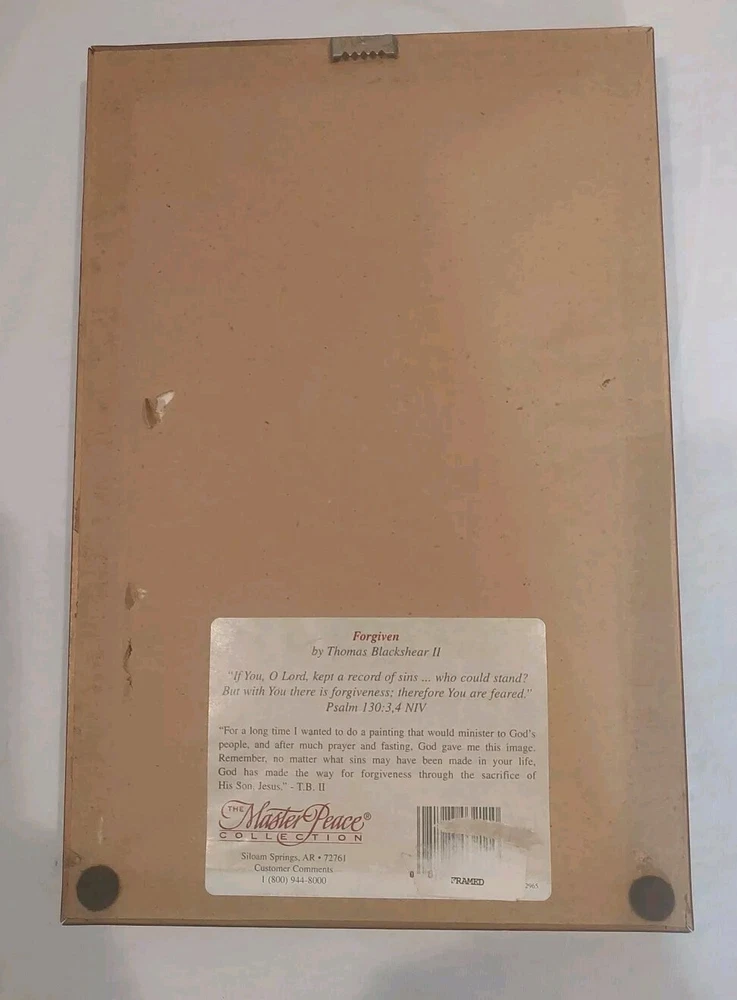 Forgiven
by Thomas Blackshear II
"If You, O Lord, kept a record of sins ... who could stand?
But with You there is forgiveness; therefore You are feared."
Psalm 130:3,4 NIV
"For a long time I wanted to do a painting that would minister to God's
people, and after much prayer and fasting, God gave me this image.
Remember, no matter what sins may have been made in your life,
God has made the way for forgiveness through the sacrifice of
His Son, Jesus." - T.B. II
THE
Master Peace®
COLLECTION
Siloam Springs, AR • 72761
Customer Comments
1 (800) 944-8000
FRAMED